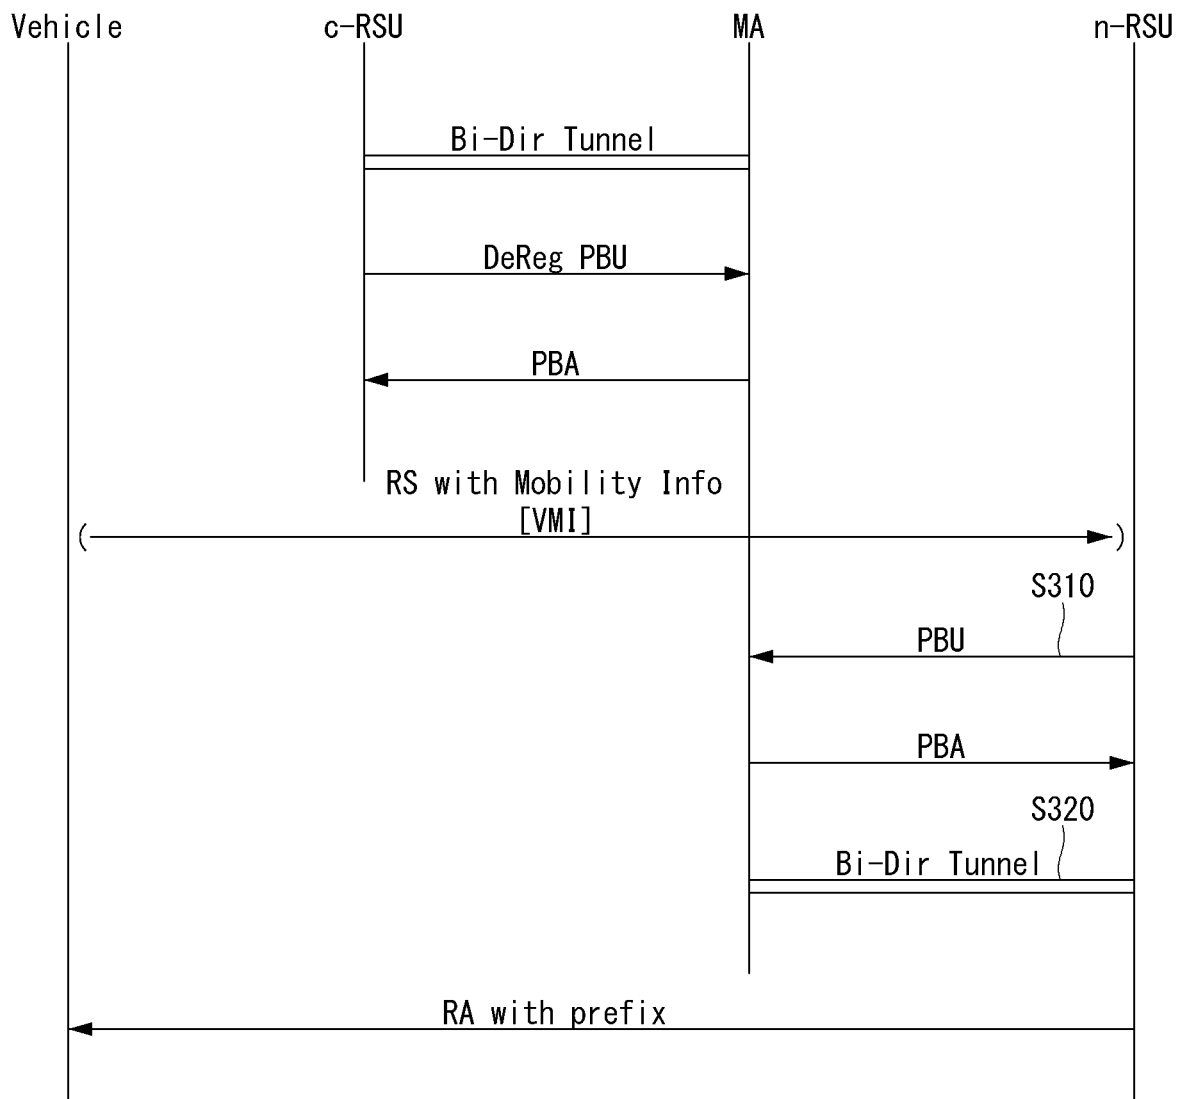 Vehicle c-RSU MA n-RSU
Bi-Dir Tunnel
DeReg PBU
PBA
RS with Mobility Info
[VMI]
S310
PBU
PBA
S320
Bi-Dir Tunnel
RA with prefix